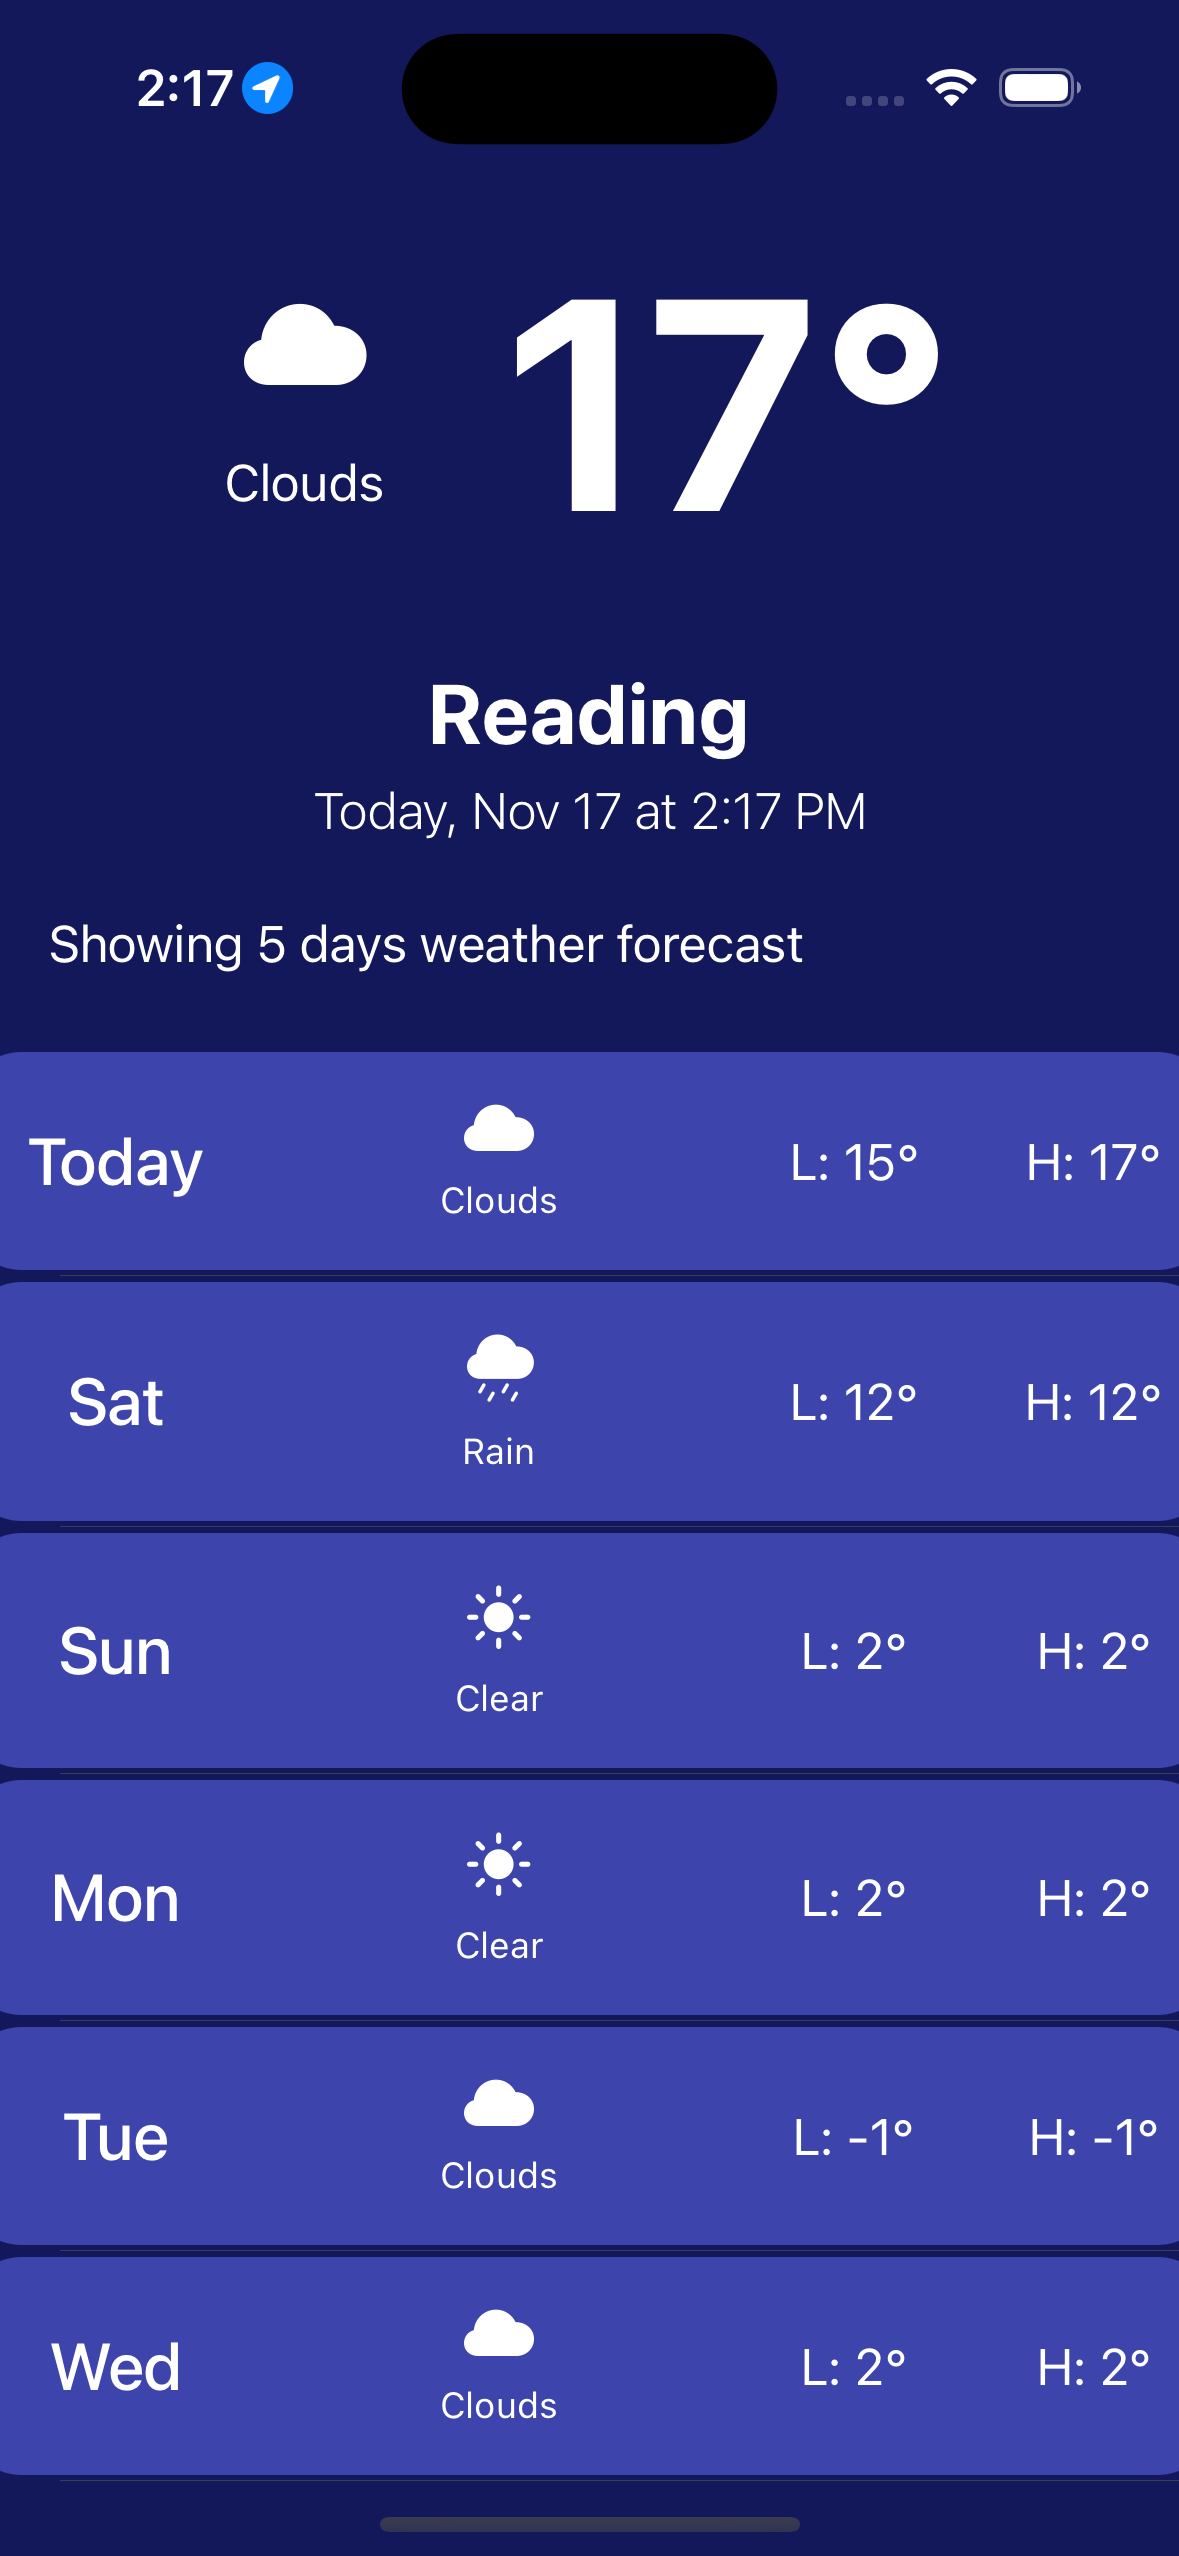 2:17
17°
Clouds
Reading
Today, Nov 17 at 2:17 PM
Showing 5 days weather forecast
Today Clouds L: 15° H: 17°
Sat Rain L: 12° H: 12°
Sun Clear L: 2° H: 2°
Mon Clear L: 2° H: 2°
Tue Clouds L: -1° H: -1°
Wed Clouds L: 2° H: 2°